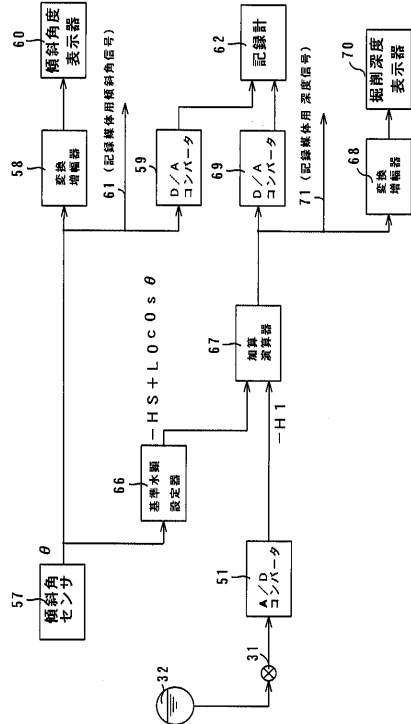 57
傾斜角
センサ
θ
58
変換
増幅器
60
傾斜角度
表示器
61 (記録媒体用傾斜角信号)
59
D/A
コンバータ
62
記録計
66
基準水顕
設定器
-HS+L0cosθ
67
加算
演算器
69
D/A
コンバータ
71 (記録媒体用 深度信号)
68
変換
増幅器
70
掘削深度
表示器
32
31
51
A/D
コンバータ
-H1